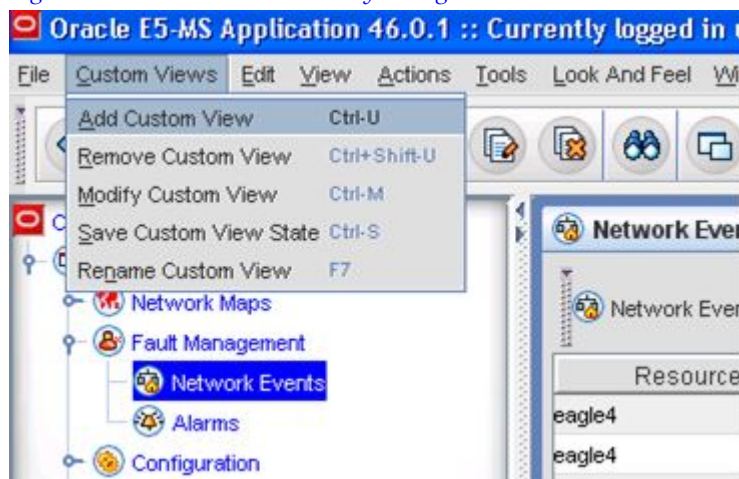 Oracle E5-MS Application 46.0.1 :: Currently logged in
File Custom Views Edit View Actions Tools Look And Feel
Add Custom View Ctrl-U
Remove Custom View Ctrl+Shift-U
Modify Custom View Ctrl-M
Save Custom View State Ctrl-S
Rename Custom View F7
Network Maps
Fault Management
Network Events
Alarms
Configuration
Network Even
Network Even
Resource
eagle4
eagle4